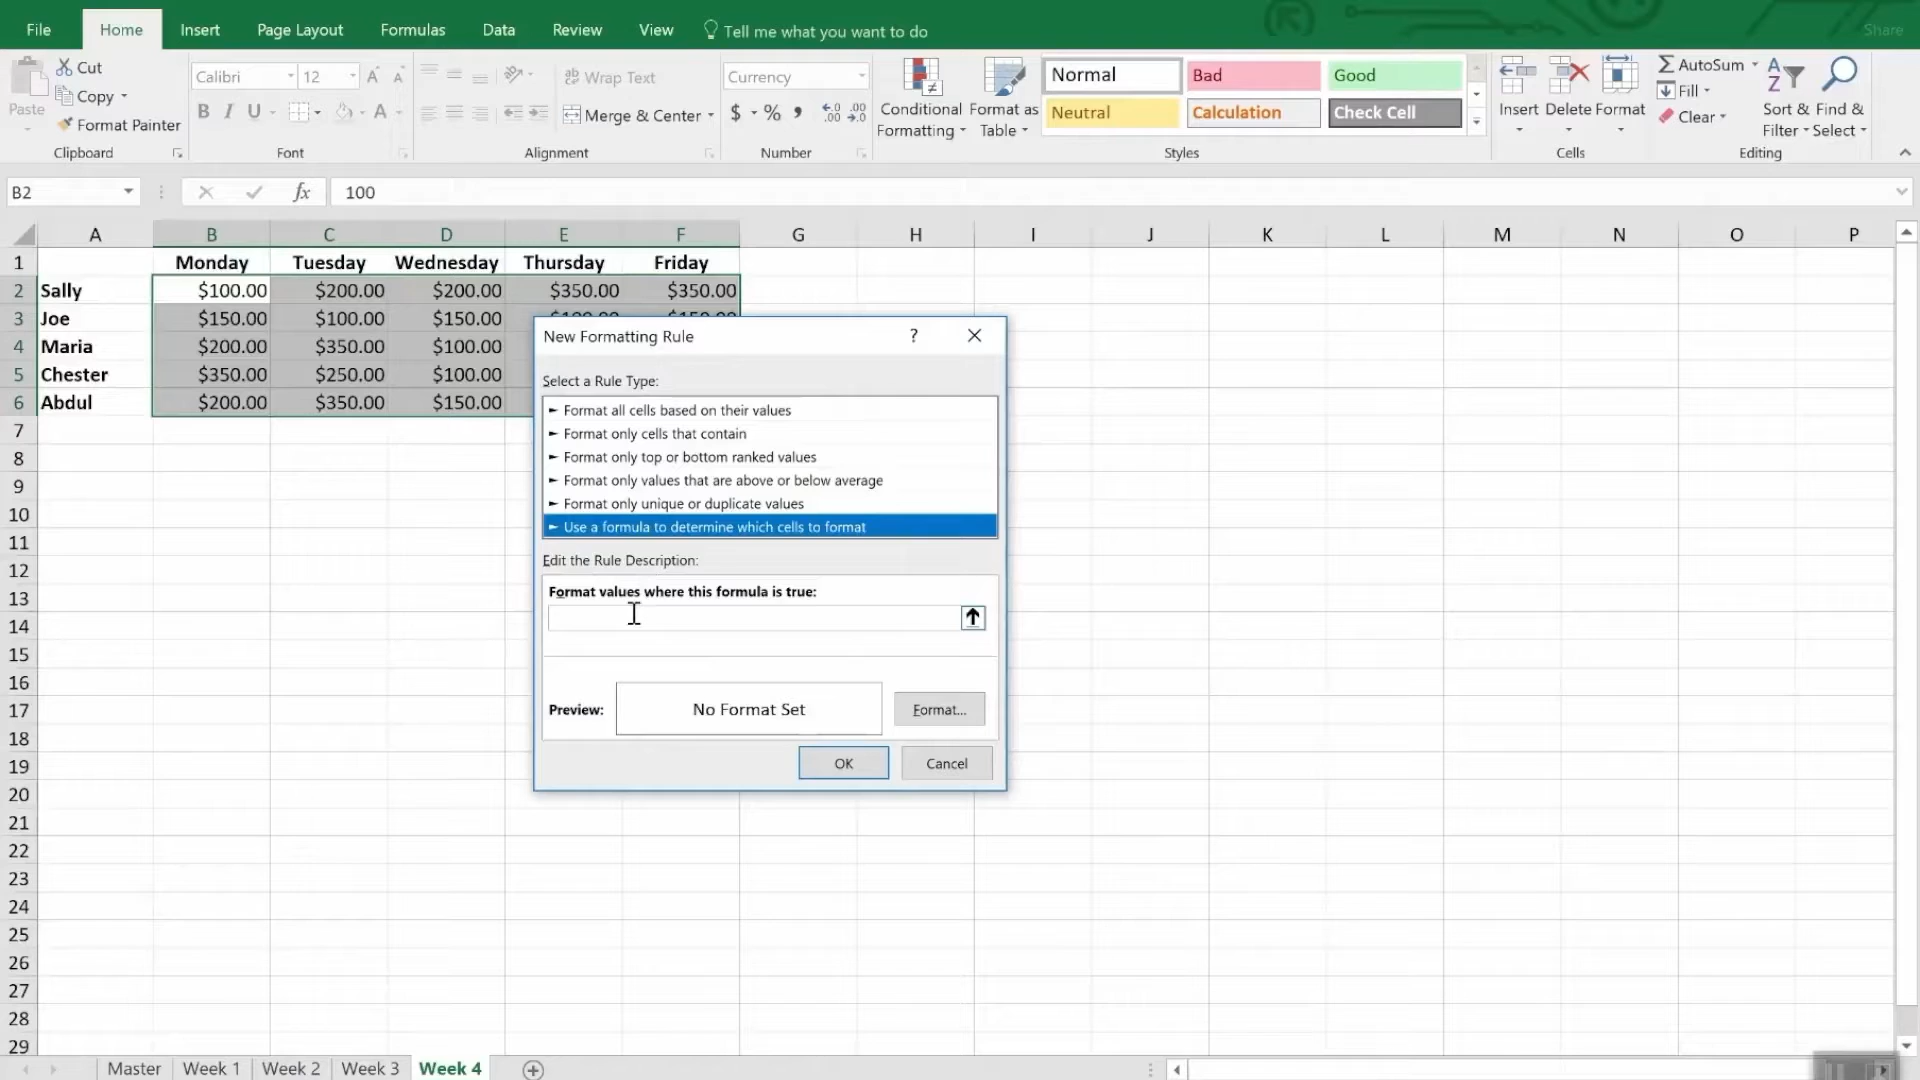 File Home Insert Page Layout Formulas Data Review View Tell me what you want to do Share
Paste
Cut
Copy
Format Painter
Clipboard
Calibri 12
B I U
Font
Wrap Text
Merge & Center
Alignment
Currency
$ % ,
Number
Conditional Formatting
Format as Table
Normal Bad Good
Neutral Calculation Check Cell
Styles
Insert Delete Format
Cells
AutoSum
Fill
Clear
Sort & Filter
Find & Select
Editing
B2 fx 100
A B C D E F G H I J K L M N O P
1 Monday Tuesday Wednesday Thursday Friday
2 Sally $100.00 $200.00 $200.00 $350.00 $350.00
3 Joe $150.00 $100.00 $150.00
4 Maria $200.00 $350.00 $100.00
5 Chester $350.00 $250.00 $100.00
6 Abdul $200.00 $350.00 $150.00
7
8
9
10
11
12
13
14
15
16
17
18
19
20
21
22
23
24
25
26
27
28
29
New Formatting Rule ?
Select a Rule Type:
► Format all cells based on their values
► Format only cells that contain
► Format only top or bottom ranked values
► Format only values that are above or below average
► Format only unique or duplicate values
► Use a formula to determine which cells to format
Edit the Rule Description:
Format values where this formula is true:
Preview: No Format Set Format...
OK Cancel
Master Week 1 Week 2 Week 3 Week 4